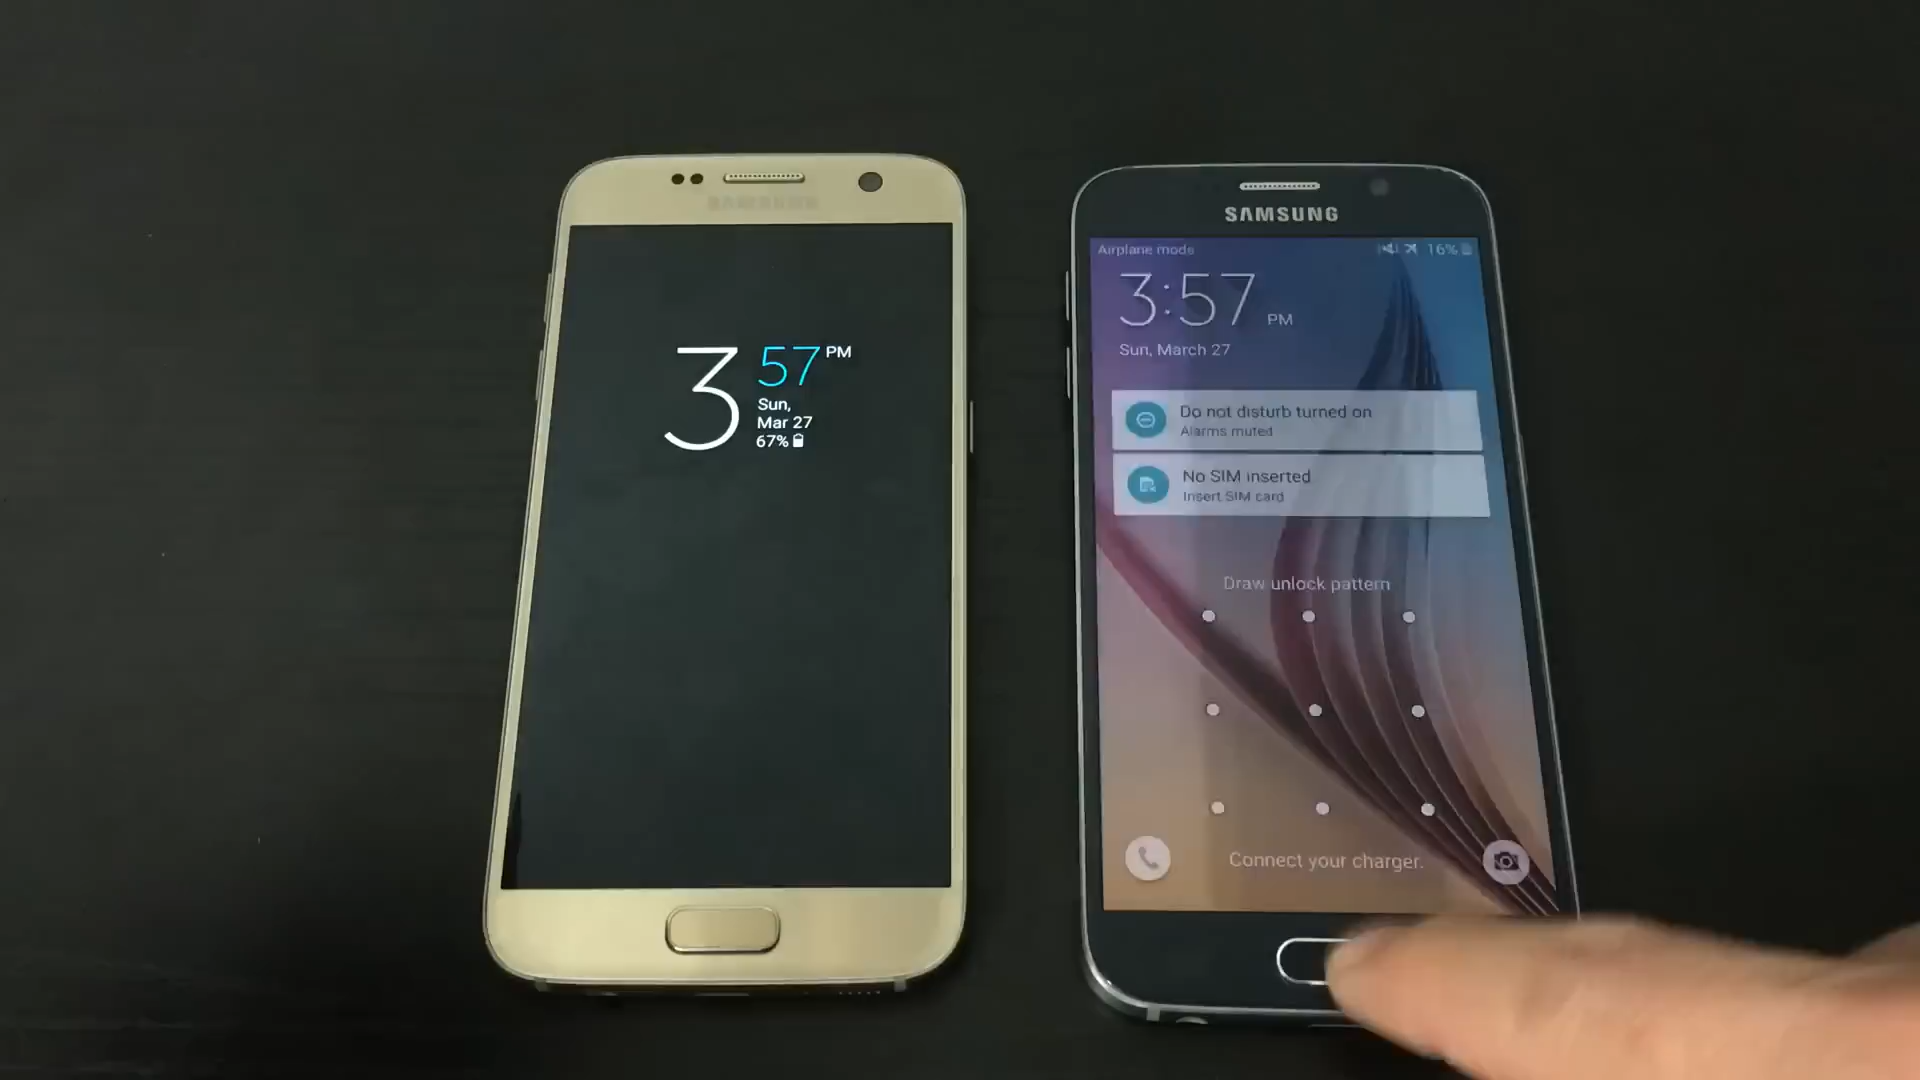 SAMSUNG
3 57 PM
Sun,
Mar 27
67%
SAMSUNG
Airplane mode
16%
3:57 PM
Sun, March 27
Do not disturb turned on
Alarms muted
No SIM inserted
Insert SIM card
Draw unlock pattern
Connect your charger.